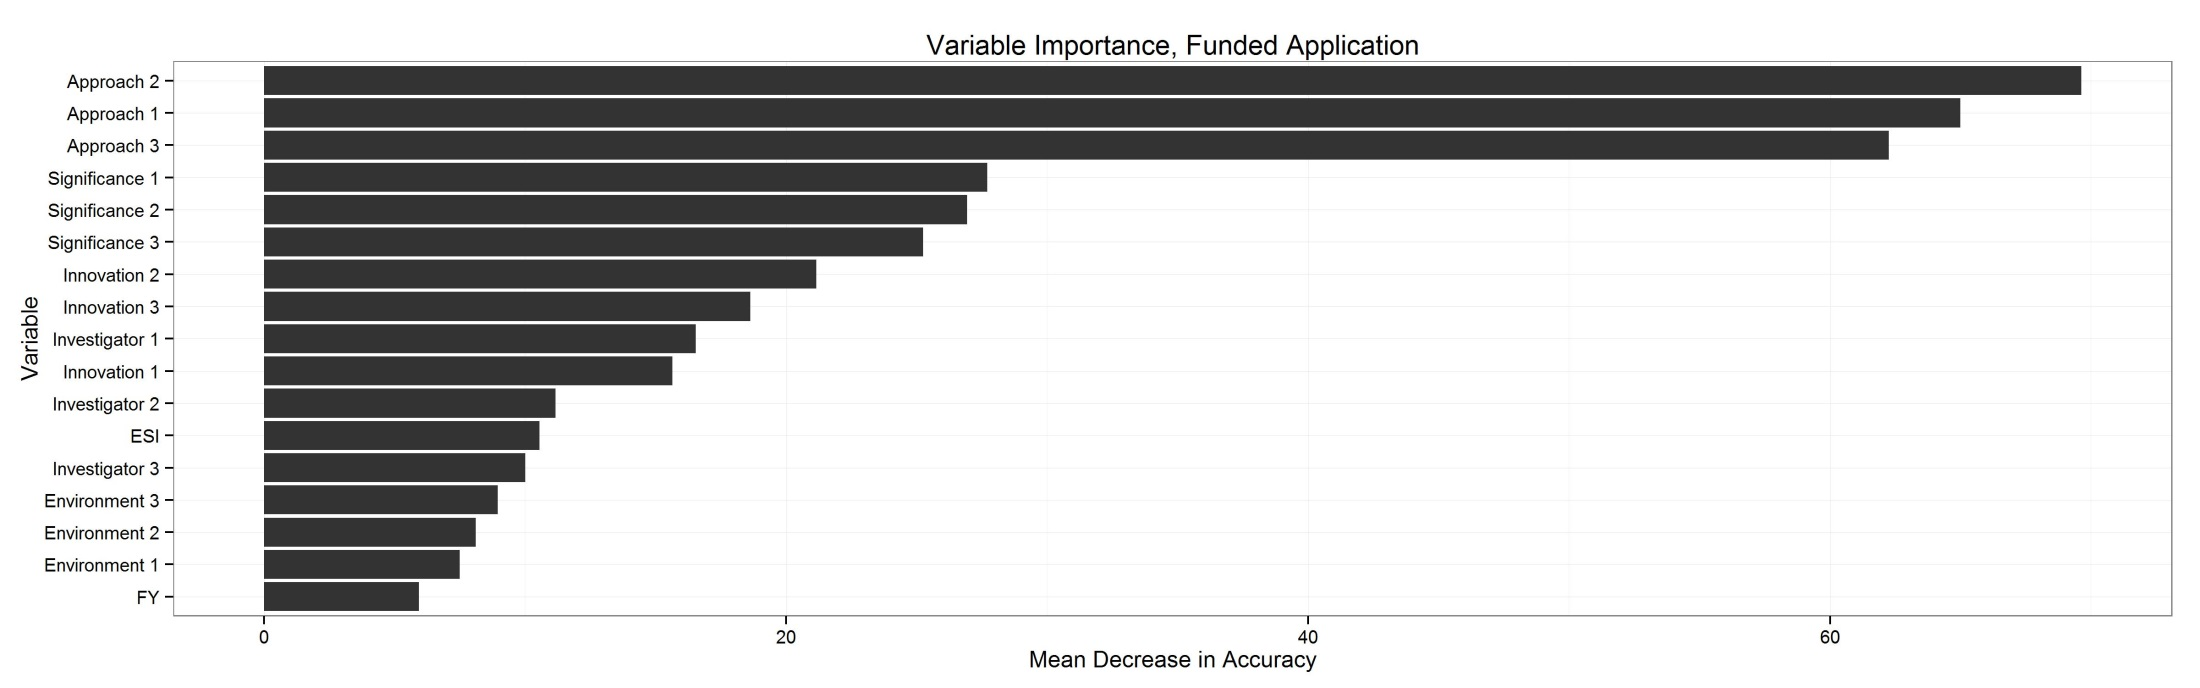 Variable Importance, Funded Application
Variable
Approach 2
Approach 1
Approach 3
Significance 1
Significance 2
Significance 3
Innovation 2
Innovation 3
Investigator 1
Innovation 1
Investigator 2
ESI
Investigator 3
Environment 3
Environment 2
Environment 1
FY
0 20 40 60
Mean Decrease in Accuracy